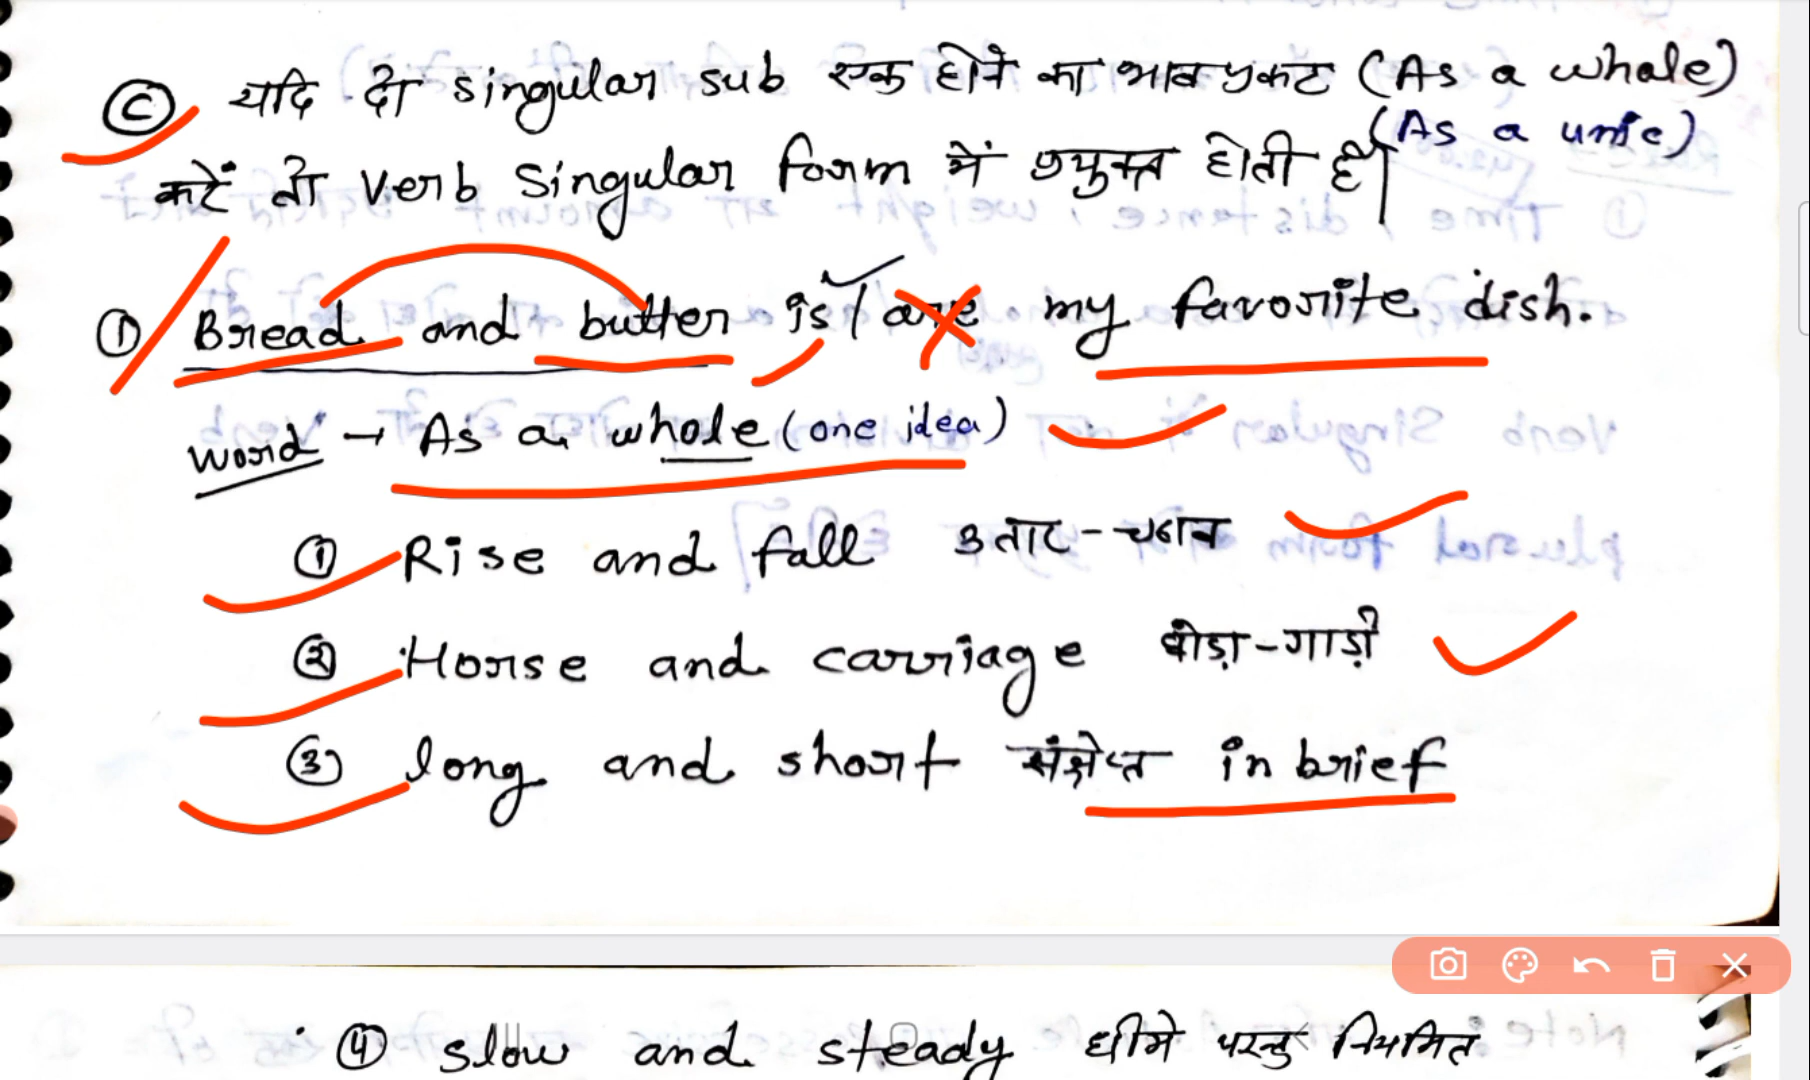 Ⓒ यदि दो singular sub एक होने का भाव प्रकट (As a whole)
(As a unit)
करें तो verb singular form में प्रयुक्त होती है।
① Bread and butter is / are my favorite dish.
word → As a whole (one idea)
① Rise and fall उतार-चढाव
② Horse and carriage घोड़ा-गाड़ी
③ long and short संक्षेप्त in brief
④ slow and steady धीमे परन्तु नियमित